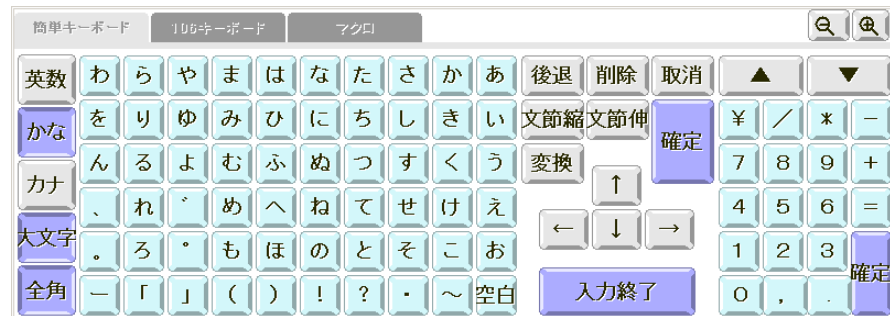 簡単キーボード 106キーボード マクロ
英数 わ ら や ま は な た さ か あ 後退 削除 取消 ▲ ▼
かな を り ゆ み ひ に ち し き い 文節縮 文節伸 確定 ¥ / * -
ん る よ む ふ ぬ つ す く う 変換 ↑ 7 8 9 +
カナ 、 れ ゛ め へ ね て せ け え ← ↓ → 4 5 6 =
大文字 。 ろ ゜ も ほ の と そ こ お 1 2 3 確定
全角 ー 「 」 ( ) ! ? ・ ~ 空白 入力終了 0 , .